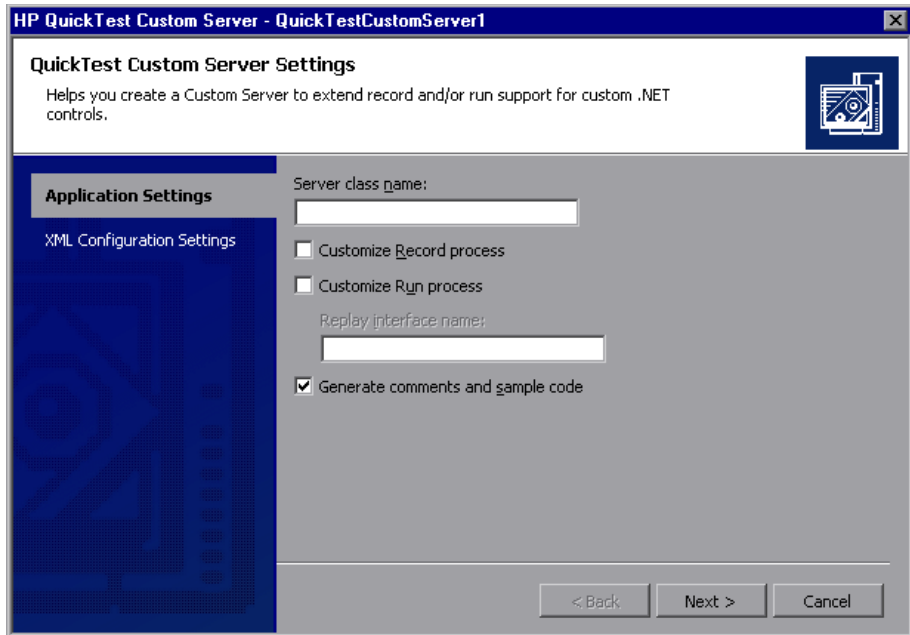 HP QuickTest Custom Server - QuickTestCustomServer1
QuickTest Custom Server Settings
Helps you create a Custom Server to extend record and/or run support for custom .NET
controls.
Application Settings
XML Configuration Settings
Server class name:
Customize Record process
Customize Run process
Replay interface name:
Generate comments and sample code
< Back
Next >
Cancel